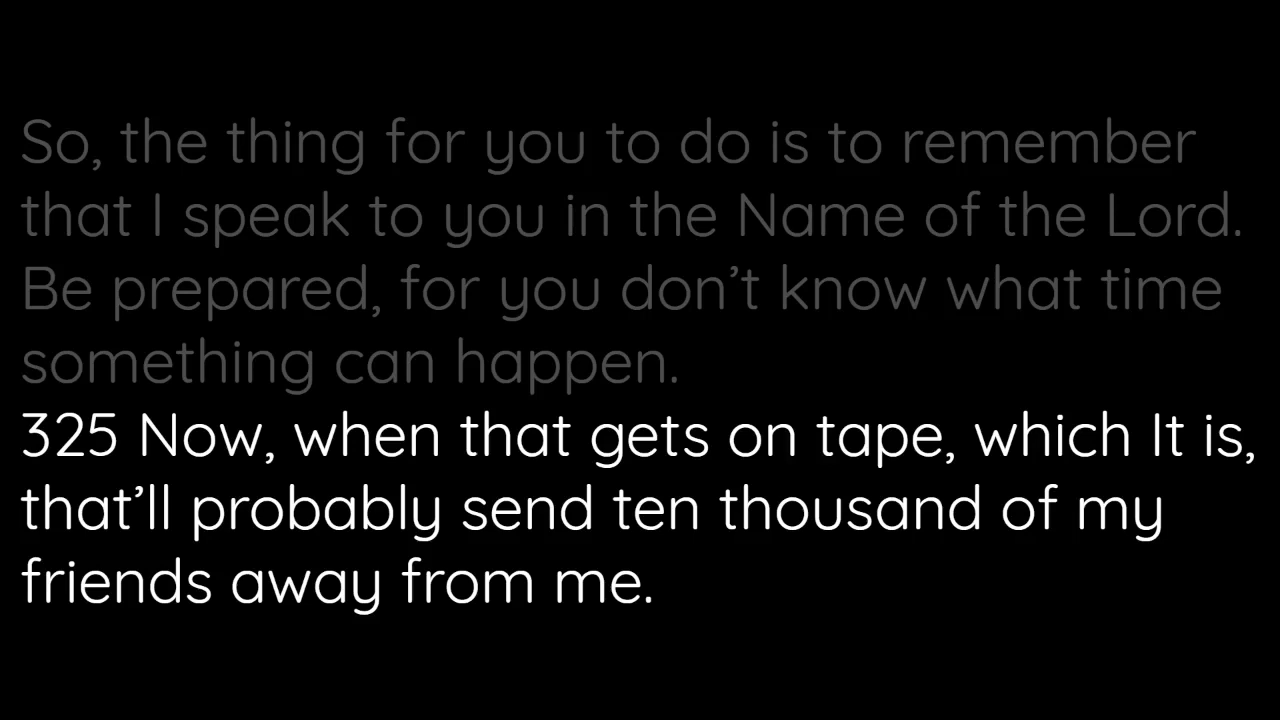 So, the thing for you to do is to remember
that I speak to you in the Name of the Lord.
Be prepared, for you don’t know what time
something can happen.
325 Now, when that gets on tape, which It is,
that’ll probably send ten thousand of my
friends away from me.